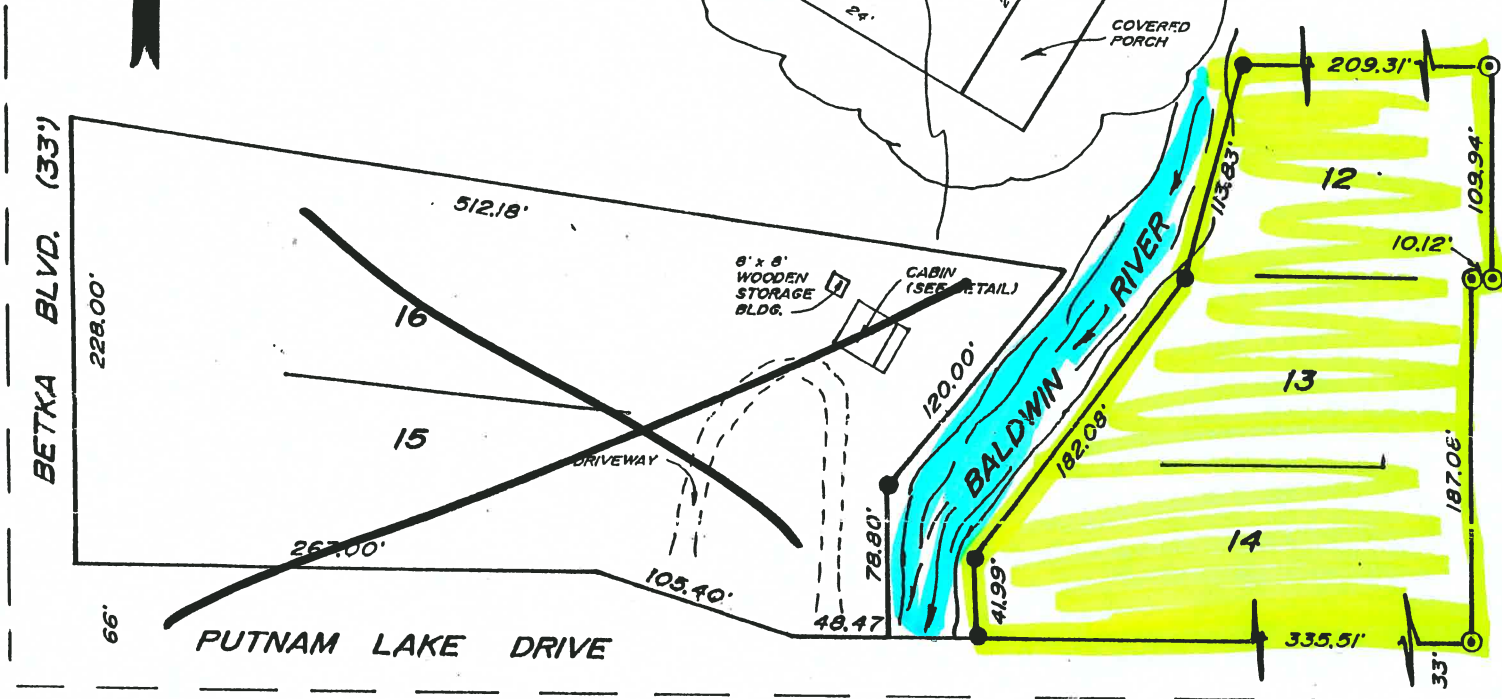 24'
COVERED
PORCH
209.31'
BETKA BLVD. (33')
512.18'
113.83'
12
109.94'
228.00'
16
8' x 8'
WOODEN
STORAGE
BLDG.
CABIN
(SEE DETAIL)
BALDWIN RIVER
10.12'
15
DRIVEWAY
120.00'
182.08'
13
187.06'
78.80'
14
267.00'
105.40'
48.47
41.99'
335.51'
66'
PUTNAM LAKE DRIVE
33'